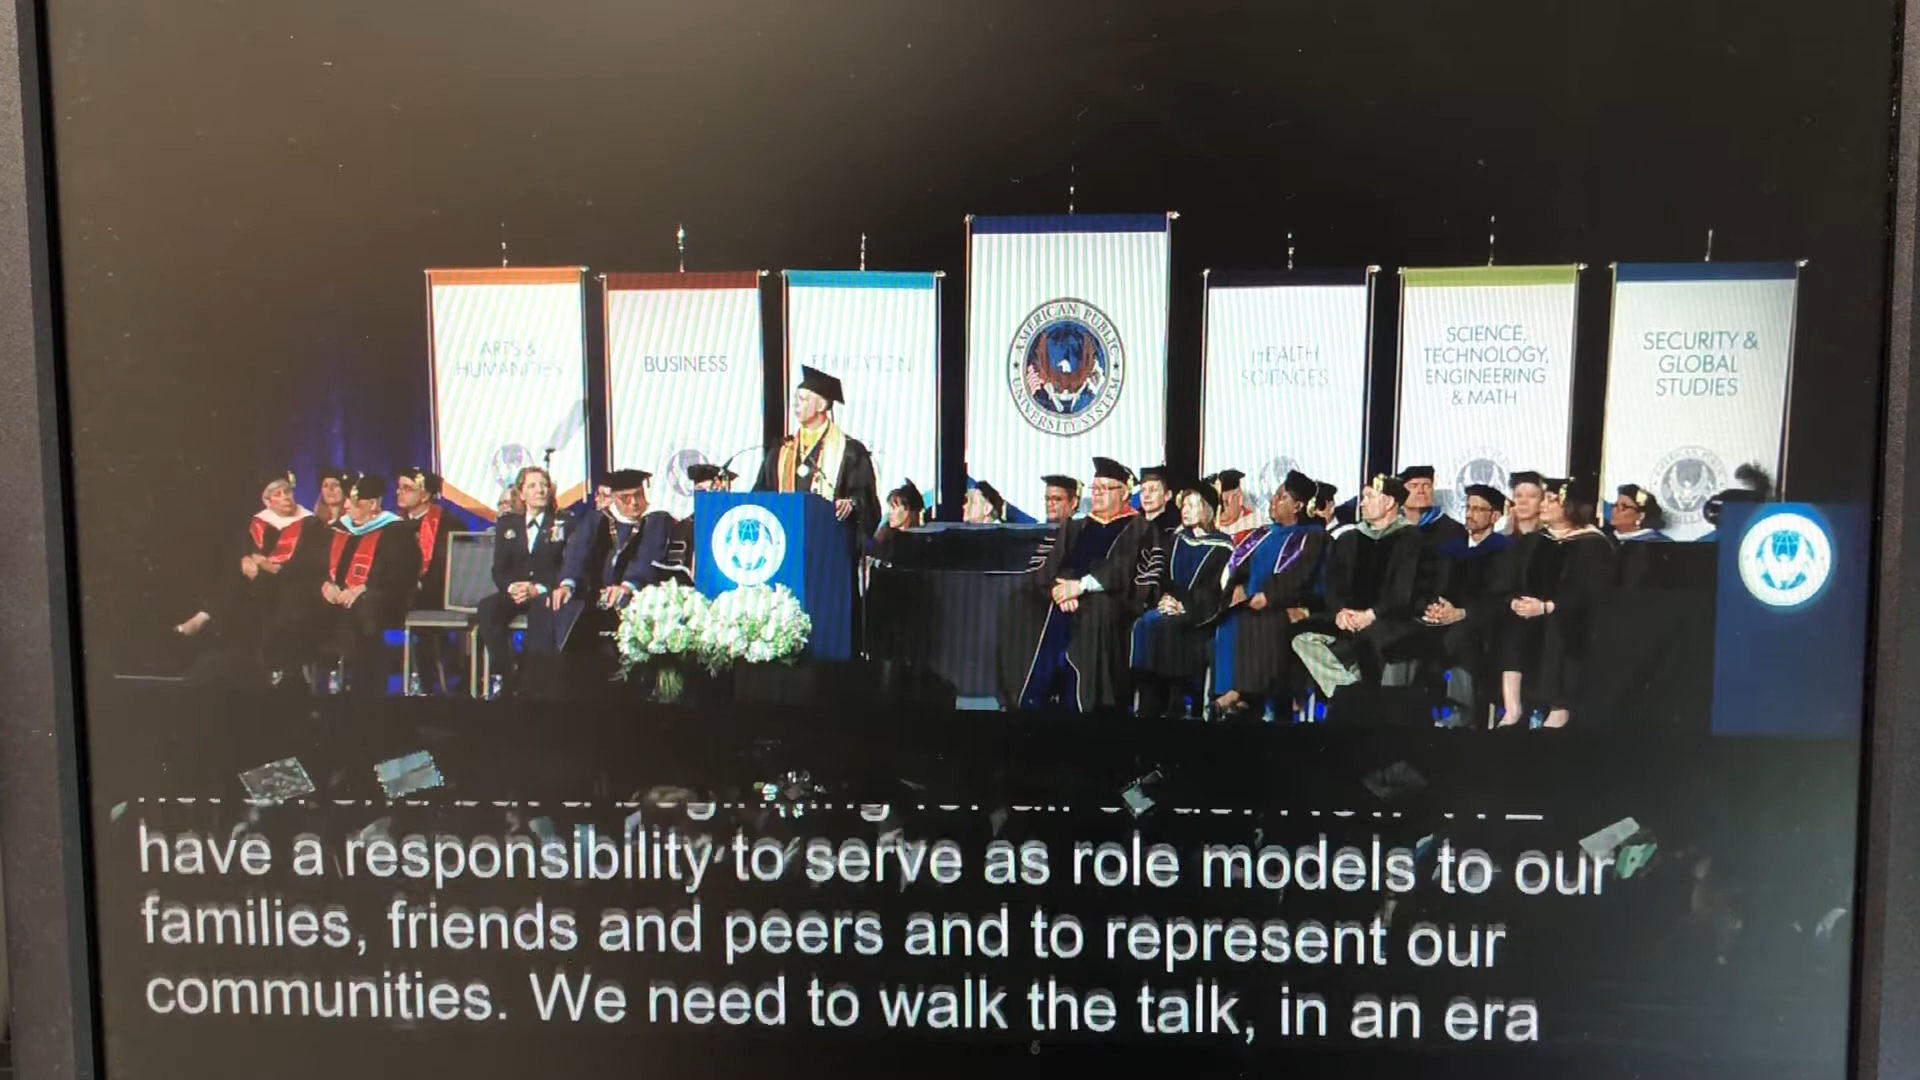 ARTS &
HUMANITIES
BUSINESS
EDUCATION
AMERICAN PUBLIC
UNIVERSITY SYSTEM
HEALTH
SCIENCES
SCIENCE,
TECHNOLOGY,
ENGINEERING
& MATH
SECURITY &
GLOBAL
STUDIES
have a responsibility to serve as role models to our
families, friends and peers and to represent our
communities. We need to walk the talk, in an era